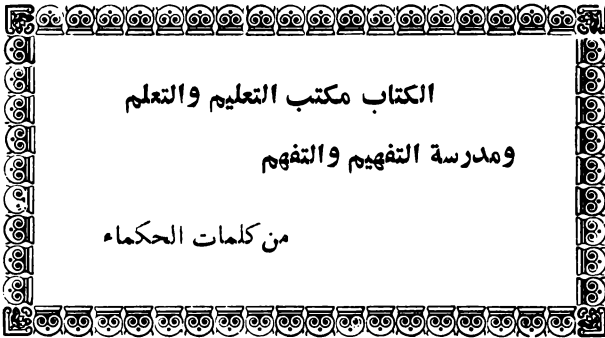 الكتاب مكتب التعليم والتعلم
ومدرسة التفهيم والتفهم
من كلمات الحكماء